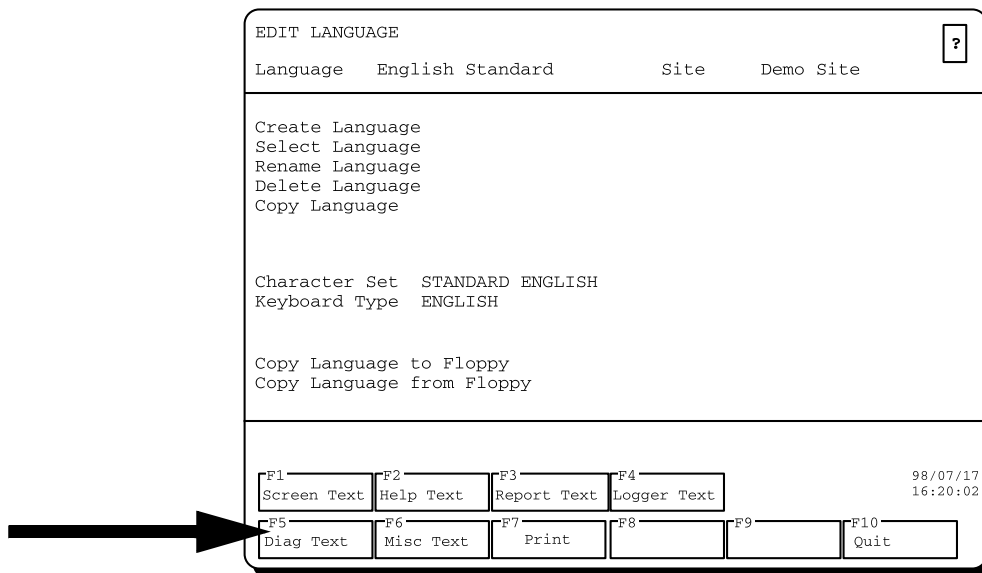 EDIT LANGUAGE
?
Language English Standard Site Demo Site
Create Language
Select Language
Rename Language
Delete Language
Copy Language
Character Set STANDARD ENGLISH
Keyboard Type ENGLISH
Copy Language to Floppy
Copy Language from Floppy
F1 F2 F3 F4 98/07/17
Screen Text Help Text Report Text Logger Text 16:20:02
F5 F6 F7 F8 F9 F10
Diag Text Misc Text Print Quit